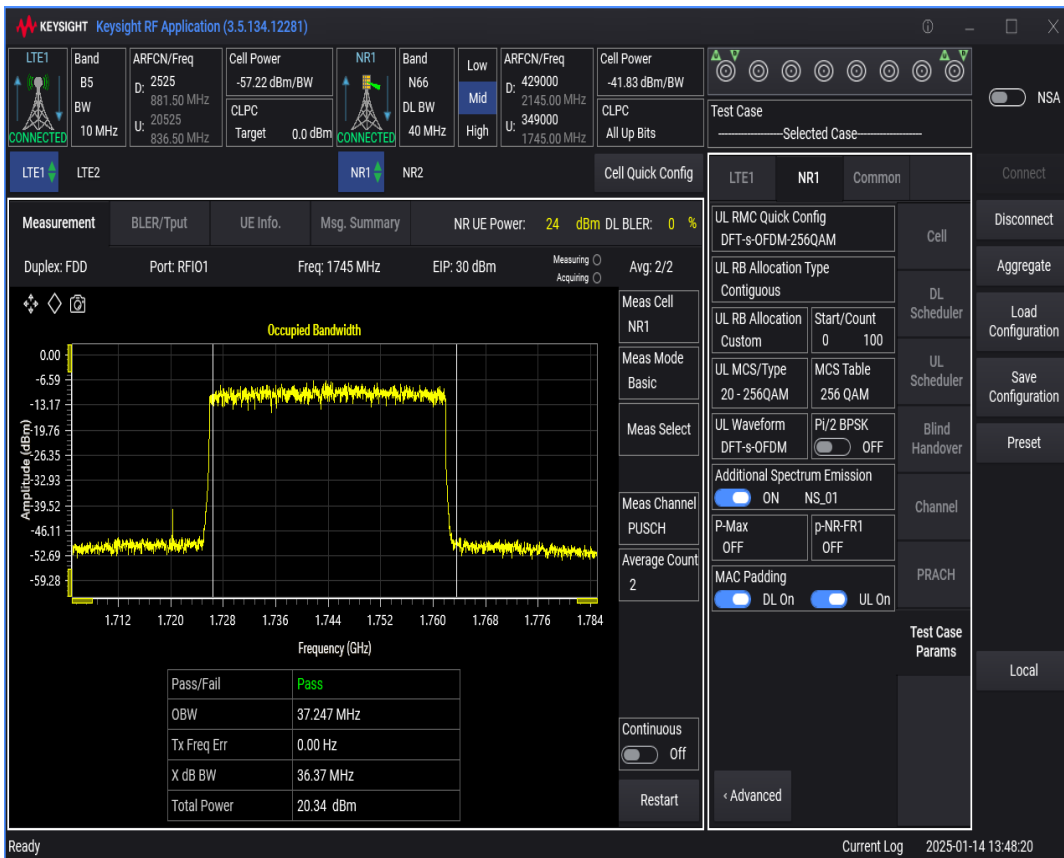 KEYSIGHT Keysight RF Application (3.5.134.12281)
LTE1
CONNECTED
Band
B5
BW
10 MHz
ARFCN/Freq
D: 2525
881.50 MHz
U: 20525
836.50 MHz
Cell Power
-57.22 dBm/BW
CLPC
Target 0.0 dBm
NR1
CONNECTED
Band
N66
DL BW
40 MHz
Low
Mid
High
ARFCN/Freq
D: 429000
2145.00 MHz
U: 349000
1745.00 MHz
Cell Power
-41.83 dBm/BW
CLPC
All Up Bits
Test Case
----------------Selected Case----------------
NSA
LTE1 LTE2 NR1 NR2 Cell Quick Config
Measurement BLER/Tput UE Info. Msg. Summary NR UE Power: 24 dBm DL BLER: 0 %
Duplex: FDD Port: RFIO1 Freq: 1745 MHz EIP: 30 dBm Measuring Acquiring Avg: 2/2
Occupied Bandwidth
Amplitude (dBm)
0.00
-6.59
-13.17
-19.76
-26.35
-32.93
-39.52
-46.11
-52.69
-59.28
1.712 1.720 1.728 1.736 1.744 1.752 1.760 1.768 1.776 1.784
Frequency (GHz)
Pass/Fail Pass
OBW 37.247 MHz
Tx Freq Err 0.00 Hz
X dB BW 36.37 MHz
Total Power 20.34 dBm
Meas Cell
NR1
Meas Mode
Basic
Meas Select
Meas Channel
PUSCH
Average Count
2
Continuous
Off
Restart
LTE1 NR1 Common
UL RMC Quick Config
DFT-s-OFDM-256QAM
UL RB Allocation Type
Contiguous
UL RB Allocation
Custom
Start/Count
0 100
UL MCS/Type
20 - 256QAM
MCS Table
256 QAM
UL Waveform
DFT-s-OFDM
Pi/2 BPSK
OFF
Additional Spectrum Emission
ON NS_01
P-Max
OFF
p-NR-FR1
OFF
MAC Padding
DL On UL On
‹ Advanced
Cell
DL
Scheduler
UL
Scheduler
Blind
Handover
Channel
PRACH
Test Case
Params
Connect
Disconnect
Aggregate
Load
Configuration
Save
Configuration
Preset
Local
Ready Current Log 2025-01-14 13:48:20